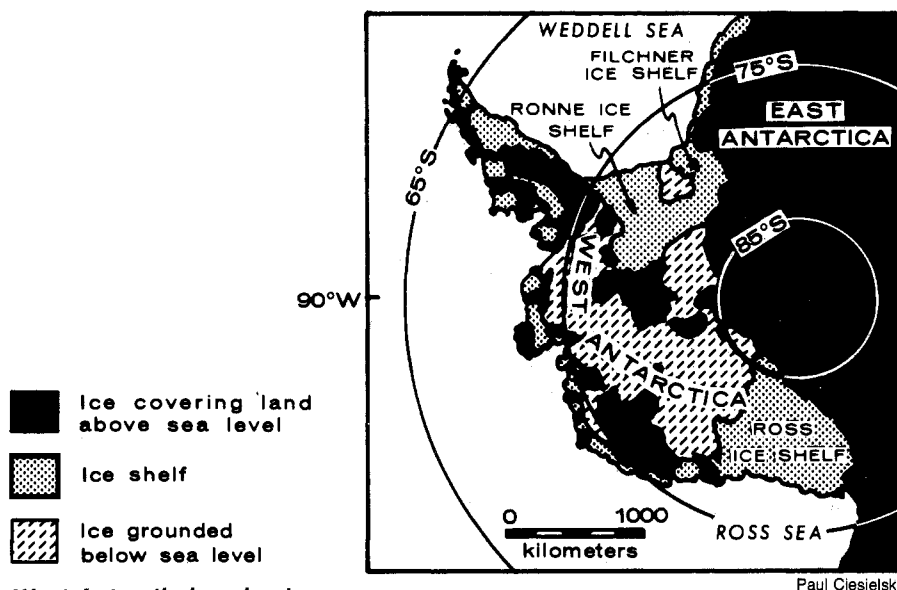 WEDDELL SEA
FILCHNER
ICE SHELF
75°S
RONNE ICE
SHELF
EAST
ANTARCTICA
65°S
85°S
90°W
WEST ANTARCTICA
ROSS
ICE SHELF
0 1000
kilometers
ROSS SEA
Ice covering land
above sea level
Ice shelf
Ice grounded
below sea level
Paul Ciesielsk